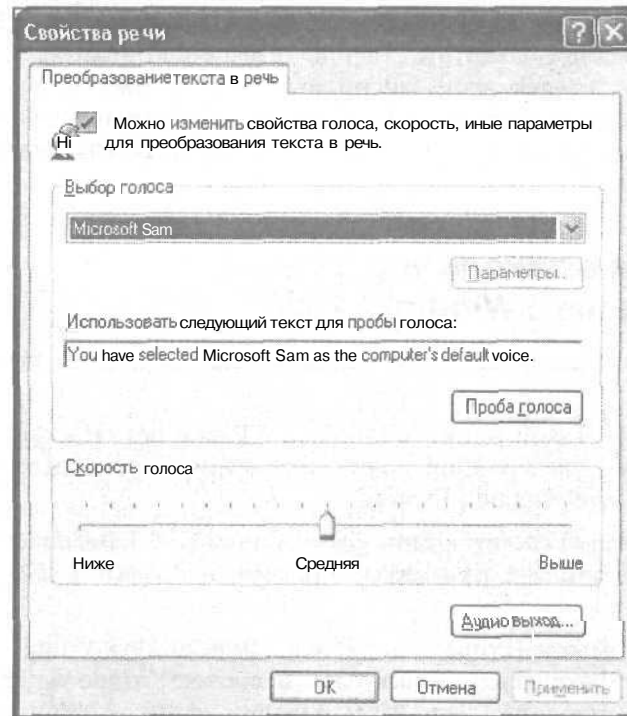 Свойства речи
Преобразование текста в речь
Можно изменить свойства голоса, скорость, иные параметры
Hi для преобразования текста в речь.
Выбор голоса
Microsoft Sam
Параметры..
Использовать следующий текст для пробы голоса:
You have selected Microsoft Sam as the computer's default voice.
Проба голоса
Скорость голоса
Ниже Средняя Выше
Аудио выход...
OK Отмена Применить